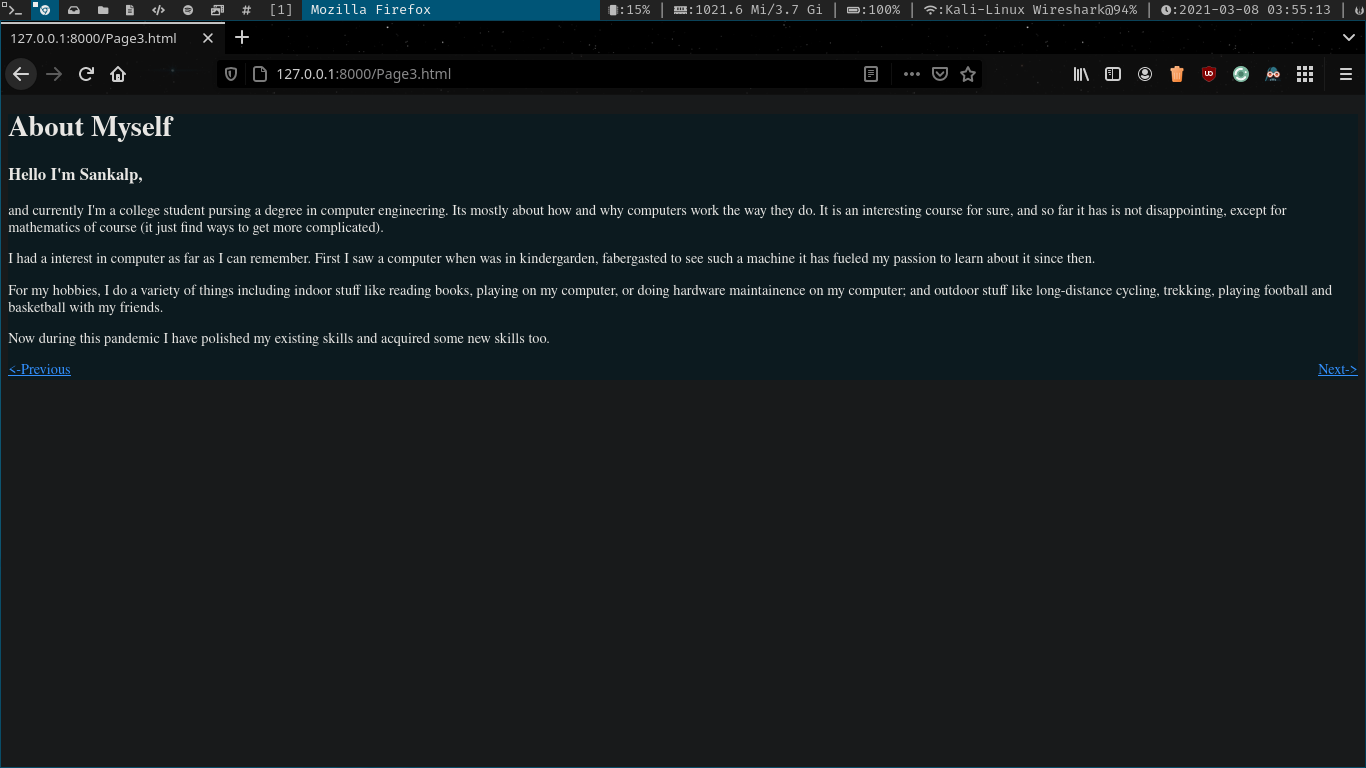 [1] Mozilla Firefox :15% | :1021.6 Mi/3.7 Gi | :100% | :Kali-Linux Wireshark@94% | :2021-03-08 03:55:13 |
127.0.0.1:8000/Page3.html
127.0.0.1:8000/Page3.html
About Myself
Hello I'm Sankalp,
and currently I'm a college student pursing a degree in computer engineering. Its mostly about how and why computers work the way they do. It is an interesting course for sure, and so far it has is not disappointing, except for
mathematics of course (it just find ways to get more complicated).
I had a interest in computer as far as I can remember. First I saw a computer when was in kindergarden, fabergasted to see such a machine it has fueled my passion to learn about it since then.
For my hobbies, I do a variety of things including indoor stuff like reading books, playing on my computer, or doing hardware maintainence on my computer; and outdoor stuff like long-distance cycling, trekking, playing football and
basketball with my friends.
Now during this pandemic I have polished my existing skills and acquired some new skills too.
<-Previous Next->